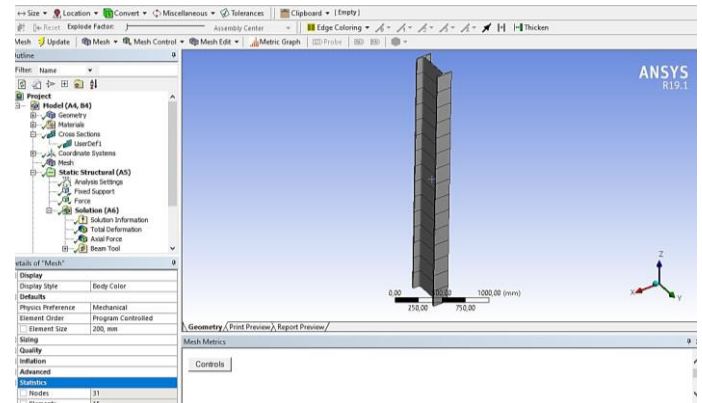 Size Location Convert Miscellaneous Tolerances Clipboard [Empty]
Reset Explode Factor: Assembly Center Edge Coloring Thicken
Mesh Update Mesh Mesh Control Mesh Edit Metric Graph Probe
utline
Filter: Name
Project
Model (A4, B4)
Geometry
Materials
Cross Sections
UserDef1
Coordinate Systems
Mesh
Static Structural (A5)
Analysis Settings
Fixed Support
Force
Solution (A6)
Solution Information
Total Deformation
Axial Force
Beam Tool
ANSYS
R19.1
Z
X
Y
0,00 500,00 1000,00 (mm)
250,00 750,00
Geometry Print Preview Report Preview
etails of "Mesh"
Display
Display Style Body Color
Defaults
Physics Preference Mechanical
Element Order Program Controlled
Element Size 200, mm
Sizing
Quality
Inflation
Advanced
Statistics
Nodes 31
Mesh Metrics
Controls